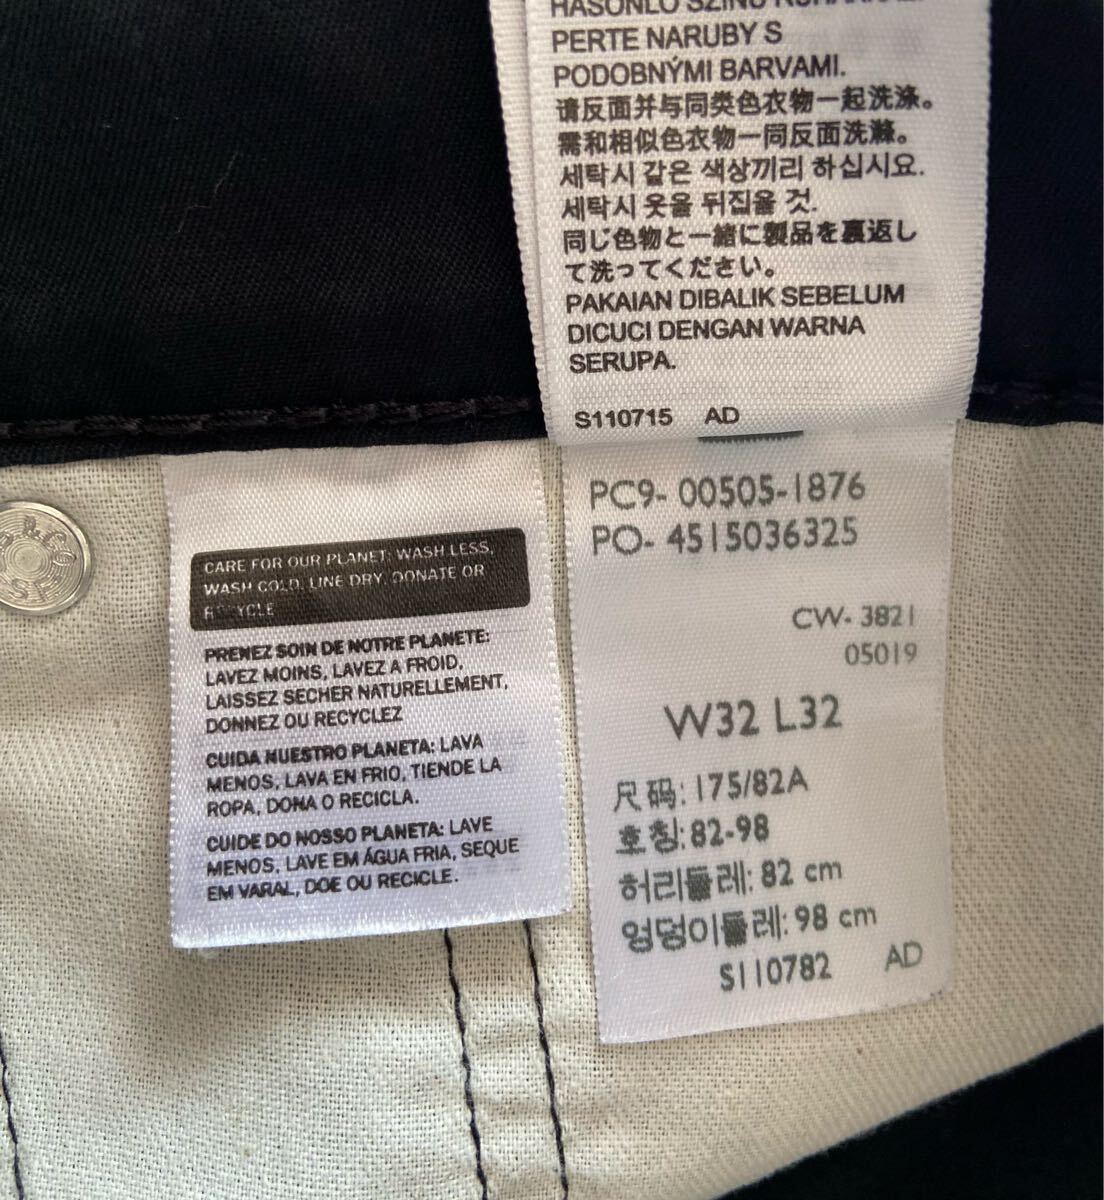 PERTE NARUBY S
PODOBNÝMI BARVAMI.
请反面并与同类色衣物一起洗涤。
需和相似色衣物一同反面洗滌。
세탁시 같은 색상끼리 하십시요.
세탁시 옷을 뒤집을 것.
同じ色物と一緒に製品を裏返し
て洗ってください。
PAKAIAN DIBALIK SEBELUM
DICUCI DENGAN WARNA
SERUPA.
S110715 AD
CARE FOR OUR PLANET: WASH LESS,
WASH COLD, LINE DRY, DONATE OR
PRENEZ SOIN DE NOTRE PLANETE:
LAVEZ MOINS, LAVEZ A FROID,
LAISSEZ SECHER NATURELLEMENT,
DONNEZ OU RECYCLEZ
CUIDA NUESTRO PLANETA: LAVA
MENOS, LAVA EN FRIO, TIENDE LA
ROPA, DONA O RECICLA.
CUIDE DO NOSSO PLANETA: LAVE
MENOS, LAVE EM ÁGUA FRIA, SEQUE
EM VARAL, DOE OU RECICLE.
PC9- 00505-1876
PO- 4515036325
CW- 3821
05019
W32 L32
尺码: 175/82A
호칭: 82-98
허리둘레: 82 cm
엉덩이둘레: 98 cm
S110782 AD